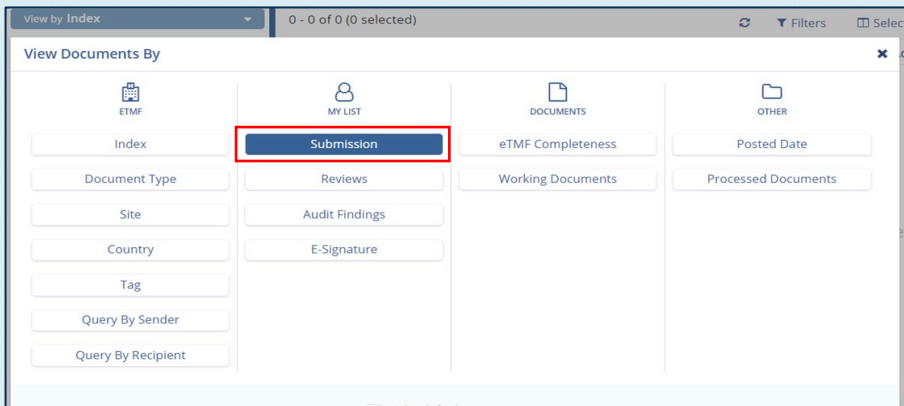 View by Index
0 - 0 of 0 (0 selected)
Filters
Selec
View Documents By
ETMF
MY LIST
DOCUMENTS
OTHER
Index
Submission
eTMF Completeness
Posted Date
Document Type
Reviews
Working Documents
Processed Documents
Site
Audit Findings
Country
E-Signature
Tag
Query By Sender
Query By Recipient